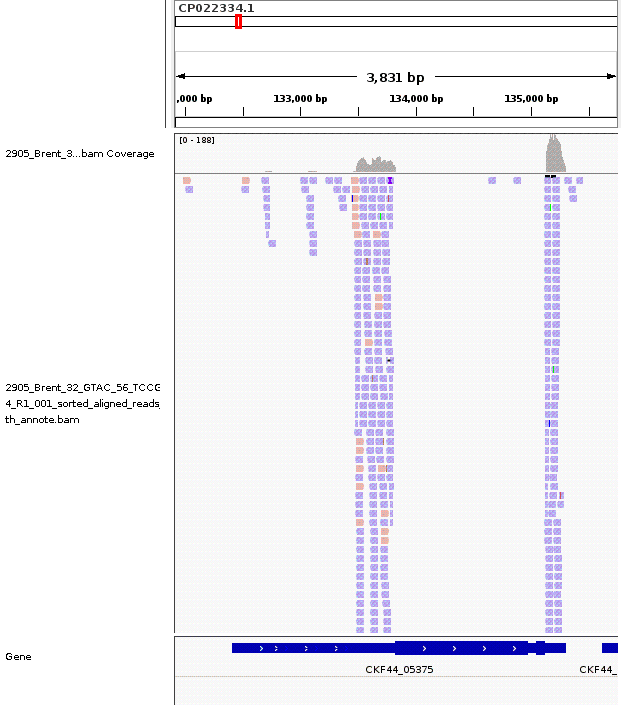 CP022334.1
3,831 bp
,000 bp
133,000 bp
134,000 bp
135,000 bp
[0 - 188]
2905_Brent_3...bam Coverage
2905_Brent_32_GTAC_56_TCCG
4_R1_001_sorted_aligned_reads_
th_annote.bam
Gene
CKF44_05375
CKF44_